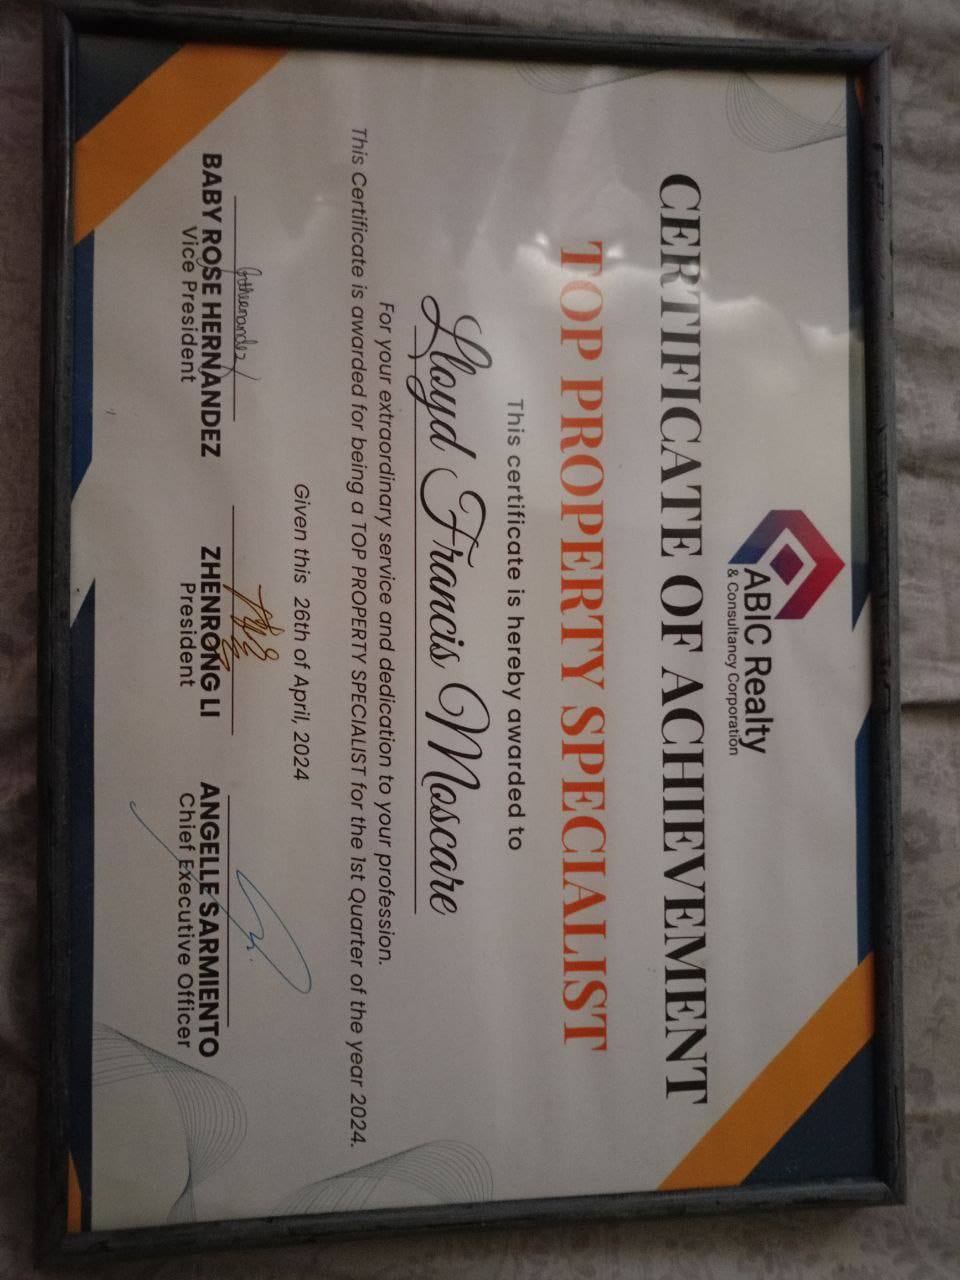 ABIC Realty
& Consultancy Corporation
CERTIFICATE OF ACHIEVEMENT
TOP PROPERTY SPECIALIST
This certificate is hereby awarded to
Lloyd Francis Moscare
For your extraordinary service and dedication to your profession.
This Certificate is awarded for being a TOP PROPERTY SPECIALIST for the 1st Quarter of the year 2024.
Given this 26th of April, 2024
BABY ROSE HERNANDEZ
Vice President
ZHENRONG LI
President
ANGELLE SARMIENTO
Chief Executive Officer